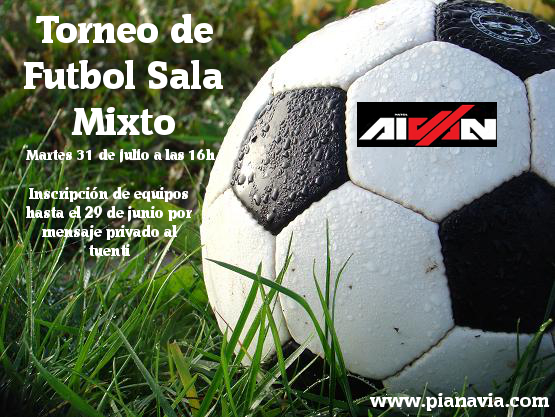 Torneo de
Futbol Sala
Mixto
Martes 31 de julio a las 16h
Inscripción de equipos
hasta el 29 de junio por
mensaje privado al
tuenti
AIVAN
www.pianavia.com